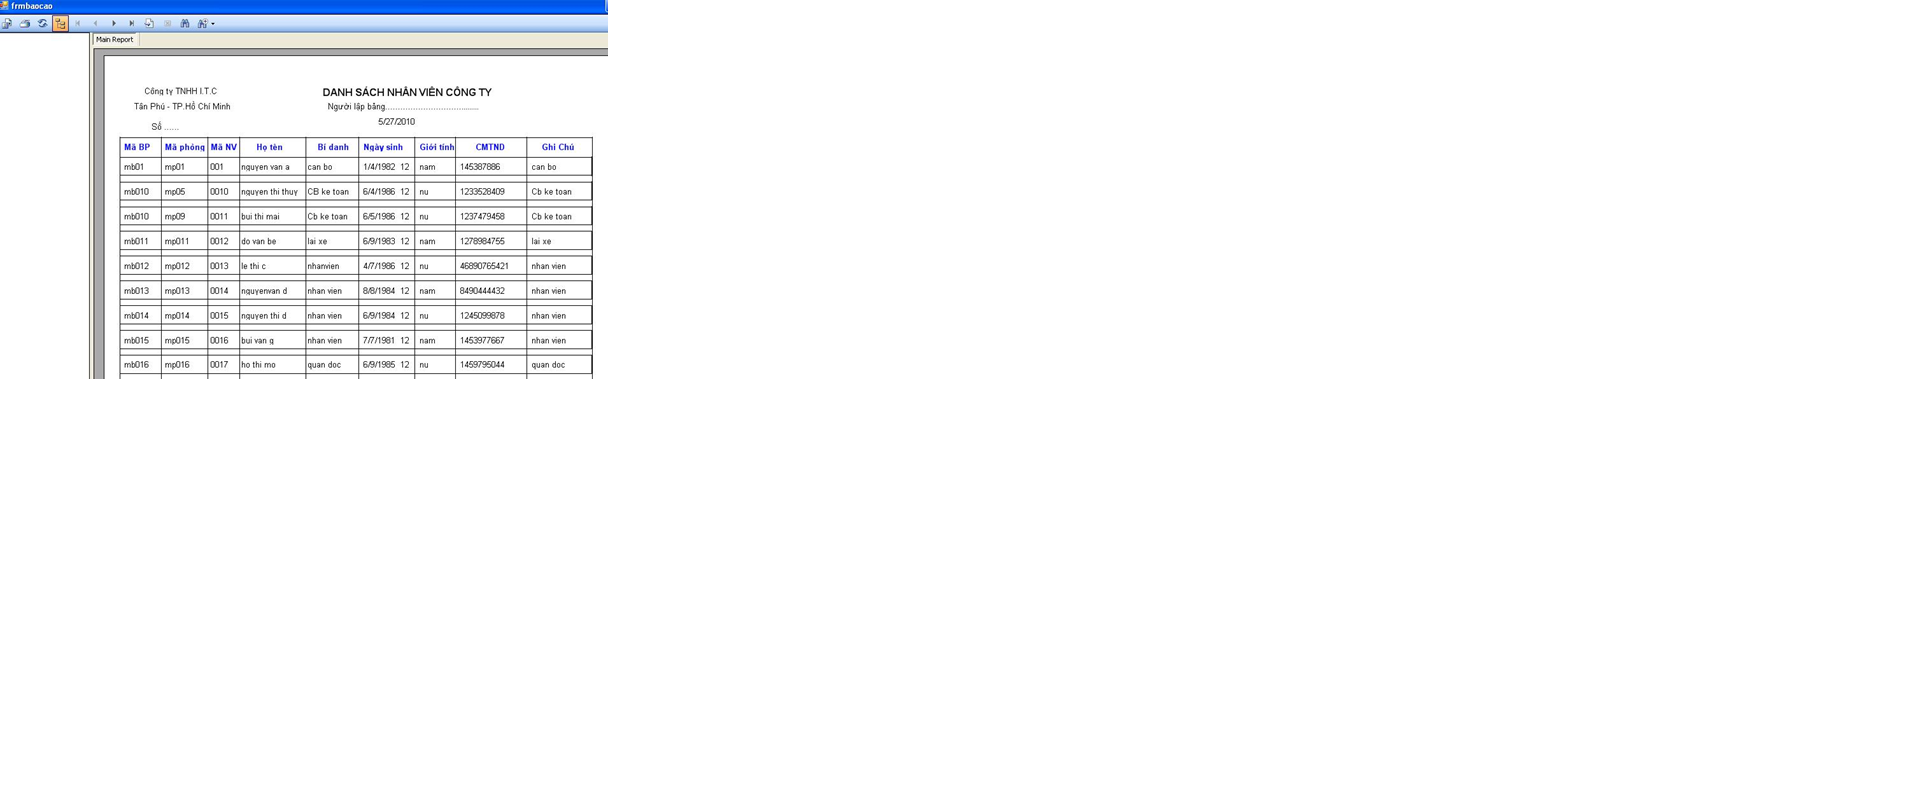 frmbaocao
Main Report
Công ty TNHH I.T.C
DANH SÁCH NHÂN VIÊN CÔNG TY
Tân Phú - TP.Hồ Chí Minh
Người lập bảng..................................
Số ......
5/27/2010
Mã BP Mã phòng Mã NV Họ tên Bí danh Ngày sinh Giới tính CMTND Ghi Chú
mb01 mp01 001 nguyen van a can bo 1/4/1982 12 nam 145387886 can bo
mb010 mp05 0010 nguyen thi thuy CB ke toan 6/4/1986 12 nu 1233528409 Cb ke toan
mb010 mp09 0011 bui thi mai Cb ke toan 6/5/1986 12 nu 1237479458 Cb ke toan
mb011 mp011 0012 do van be lai xe 6/9/1983 12 nam 1278984755 lai xe
mb012 mp012 0013 le thi c nhanvien 4/7/1986 12 nu 46890765421 nhan vien
mb013 mp013 0014 nguyenvan d nhan vien 8/8/1984 12 nam 8490444432 nhan vien
mb014 mp014 0015 nguyen thi d nhan vien 6/9/1984 12 nu 1245099878 nhan vien
mb015 mp015 0016 bui van g nhan vien 7/7/1981 12 nam 1453977667 nhan vien
mb016 mp016 0017 ho thi mo quan doc 6/9/1985 12 nu 1459795044 quan doc